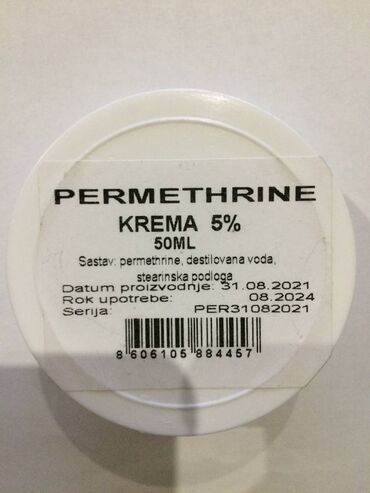 PERMETHRINE
KREMA 5%
50ML
Sastav: permethrine, destilovana voda,
stearinska podloga
Datum proizvodnje: 31.08.2021
Rok upotrebe: 08.2024
Serija: PER31082021
8 606105 884457